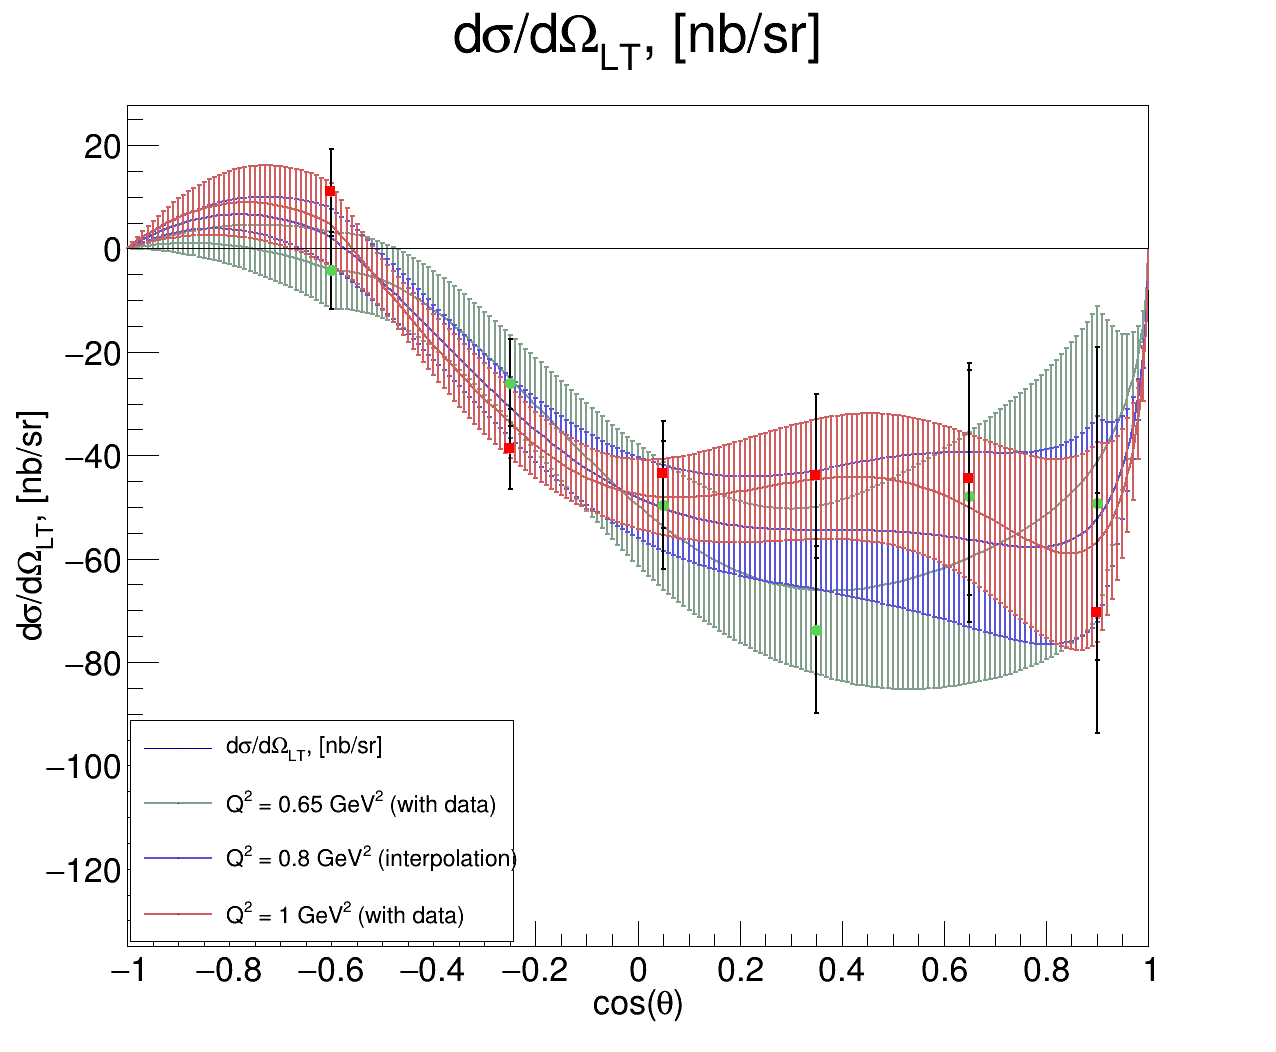 dσ/dΩLT, [nb/sr]
dσ/dΩLT, [nb/sr]
20
0
−20
−40
−60
−80
−100
−120
dσ/dΩLT, [nb/sr]
Q2 = 0.65 GeV2 (with data)
Q2 = 0.8 GeV2 (interpolation)
Q2 = 1 GeV2 (with data)
−1 −0.8 −0.6 −0.4 −0.2 0 0.2 0.4 0.6 0.8 1
cos(θ)